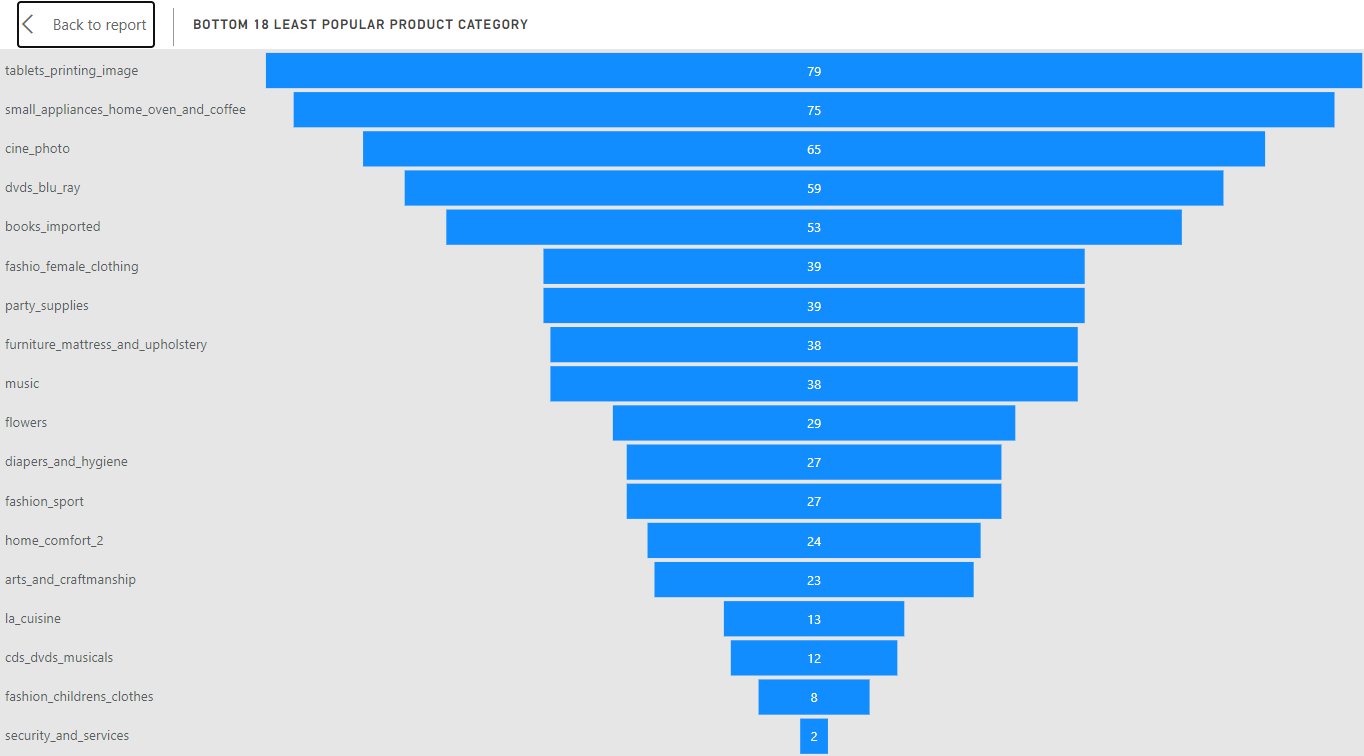 Back to report
BOTTOM 18 LEAST POPULAR PRODUCT CATEGORY
tablets_printing_image 79
small_appliances_home_oven_and_coffee 75
cine_photo 65
dvds_blu_ray 59
books_imported 53
fashio_female_clothing 39
party_supplies 39
furniture_mattress_and_upholstery 38
music 38
flowers 29
diapers_and_hygiene 27
fashion_sport 27
home_comfort_2 24
arts_and_craftmanship 23
la_cuisine 13
cds_dvds_musicals 12
fashion_childrens_clothes 8
security_and_services 2